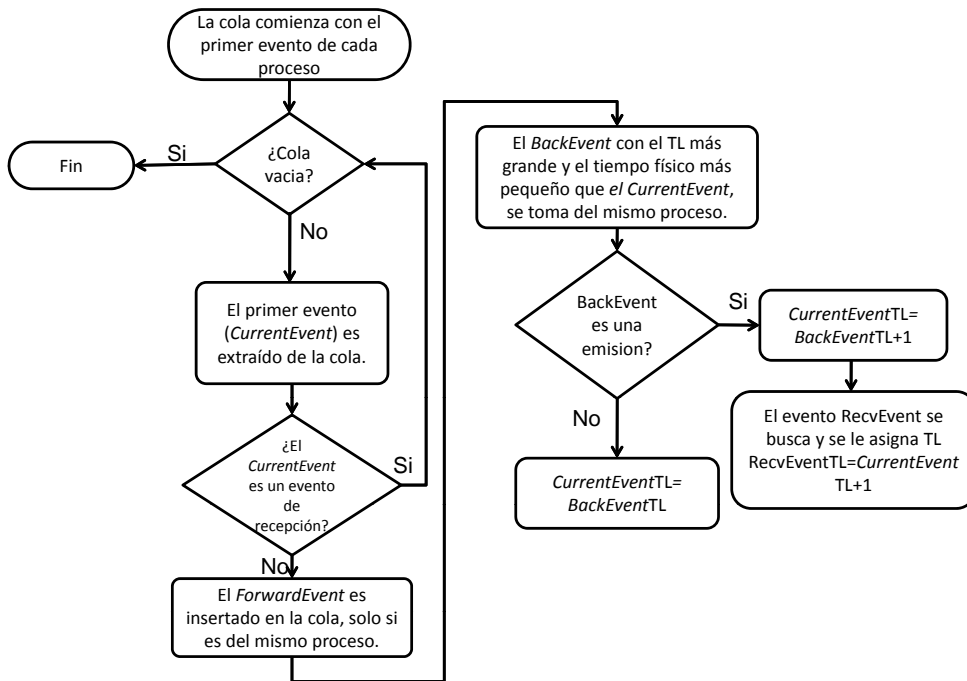 La cola comienza con el
primer evento de cada
proceso
Fin
Si
¿Cola
vacia?
No
El primer evento
(CurrentEvent) es
extraído de la cola.
¿El
CurrentEvent
es un evento
de
recepción?
Si
No
El ForwardEvent es
insertado en la cola, solo si
es del mismo proceso.
El BackEvent con el TL más
grande y el tiempo físico más
pequeño que el CurrentEvent,
se toma del mismo proceso.
BackEvent
es una
emision?
Si
CurrentEventTL=
BackEventTL+1
El evento RecvEvent se
busca y se le asigna TL
RecvEventTL=CurrentEvent
TL+1
No
CurrentEventTL=
BackEventTL